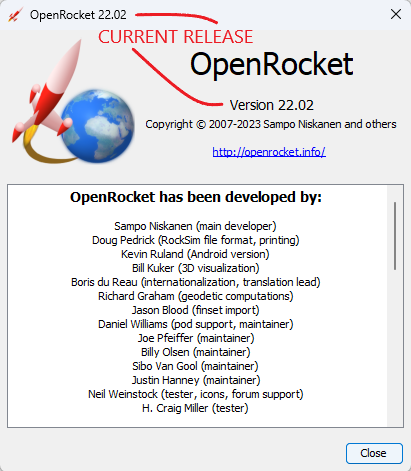 OpenRocket 22.02
CURRENT RELEASE
OpenRocket
Version 22.02
Copyright © 2007-2023 Sampo Niskanen and others
http://openrocket.info/
OpenRocket has been developed by:
Sampo Niskanen (main developer)
Doug Pedrick (RockSim file format, printing)
Kevin Ruland (Android version)
Bill Kuker (3D visualization)
Boris du Reau (internationalization, translation lead)
Richard Graham (geodetic computations)
Jason Blood (finset import)
Daniel Williams (pod support, maintainer)
Joe Pfeiffer (maintainer)
Billy Olsen (maintainer)
Sibo Van Gool (maintainer)
Justin Hanney (maintainer)
Neil Weinstock (tester, icons, forum support)
H. Craig Miller (tester)
Close